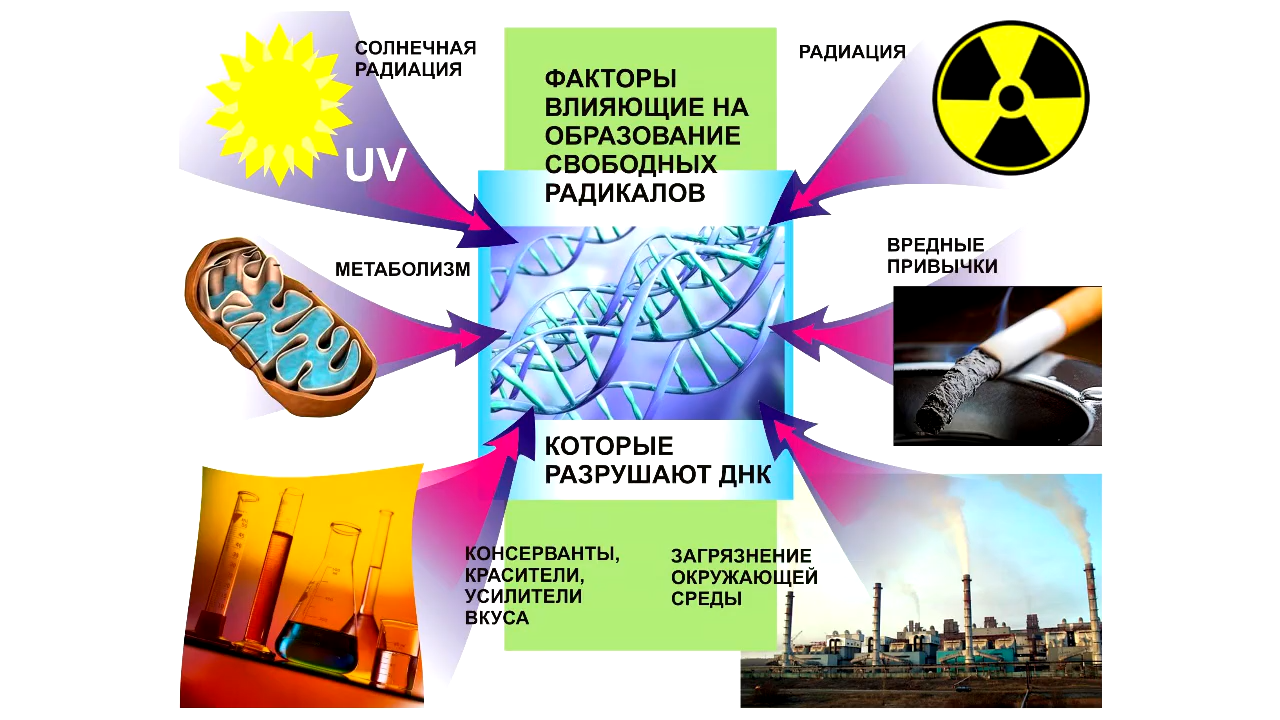 СОЛНЕЧНАЯ
РАДИАЦИЯ
UV
ФАКТОРЫ
ВЛИЯЮЩИЕ НА
ОБРАЗОВАНИЕ
СВОБОДНЫХ
РАДИКАЛОВ
РАДИАЦИЯ
МЕТАБОЛИЗМ
ВРЕДНЫЕ
ПРИВЫЧКИ
КОТОРЫЕ
РАЗРУШАЮТ ДНК
КОНСЕРВАНТЫ,
КРАСИТЕЛИ,
УСИЛИТЕЛИ
ВКУСА
ЗАГРЯЗНЕНИЕ
ОКРУЖАЮЩЕЙ
СРЕДЫ